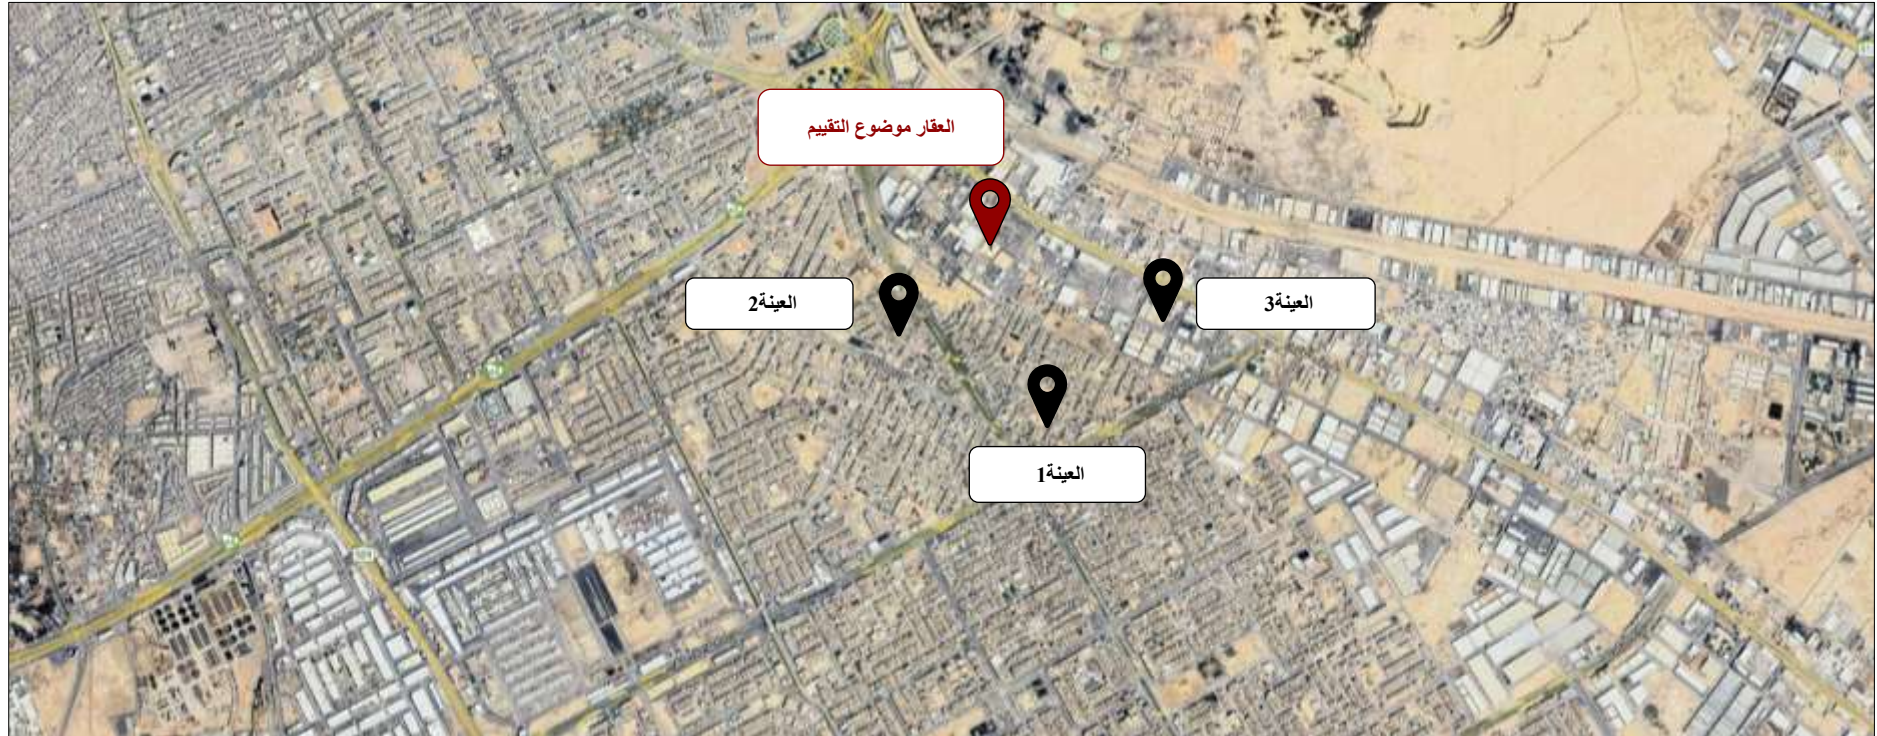 العقار موضوع التقييم
العينة2
العينة3
العينة1